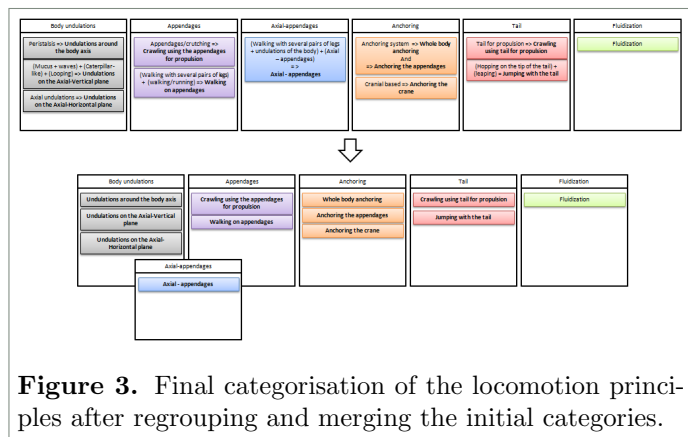 Body undulations
Peristalsis => Undulations around
the body axis
(Mucus + waves) + (Caterpillar-
like) + (Looping) => Undulations
on the Axial-Vertical plane
Axial undulations => Undulations
on the Axial-Horizontal plane
Appendages
Appendages/crutching =>
Crawling using the appendages
for propulsion
(Walking with several pairs of legs)
+ (walking/running) => Walking
on appendages
Axial-appendages
(Walking with several pairs of legs
+ undulations of the body) + (Axial
– appendages)
=>
Axial - appendages
Anchoring
Anchoring system => Whole body
anchoring
And
=> Anchoring the appendages
Cranial based => Anchoring the
crane
Tail
Tail for propulsion => Crawling
using tail for propulsion
(Hopping on the tip of the tail) +
(leaping) = Jumping with the tail
Fluidization
Fluidization
Body undulations
Undulations around the body axis
Undulations on the Axial-Vertical
plane
Undulations on the Axial-
Horizontal plane
Appendages
Crawling using the appendages
for propulsion
Walking on appendages
Anchoring
Whole body anchoring
Anchoring the appendages
Anchoring the crane
Tail
Crawling using tail for propulsion
Jumping with the tail
Fluidization
Fluidization
Axial-appendages
Axial - appendages
Figure 3. Final categorisation of the locomotion princi-
ples after regrouping and merging the initial categories.